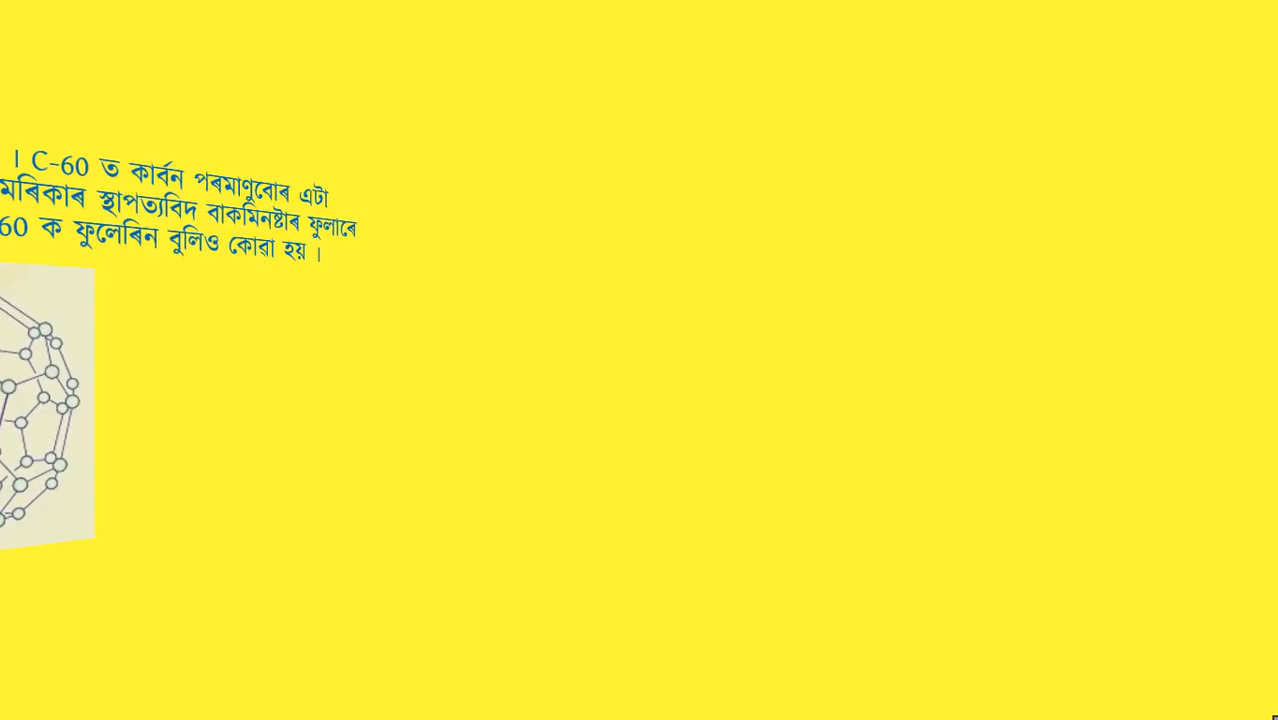 । C-60 ত কাৰ্বন পৰমাণুবোৰ এটা
মৰিকাৰ স্থাপত্যবিদ বাকমিনষ্টাৰ ফুলাৰে
60 ক ফুলেৰিন বুলিও কোৱা হয় ।